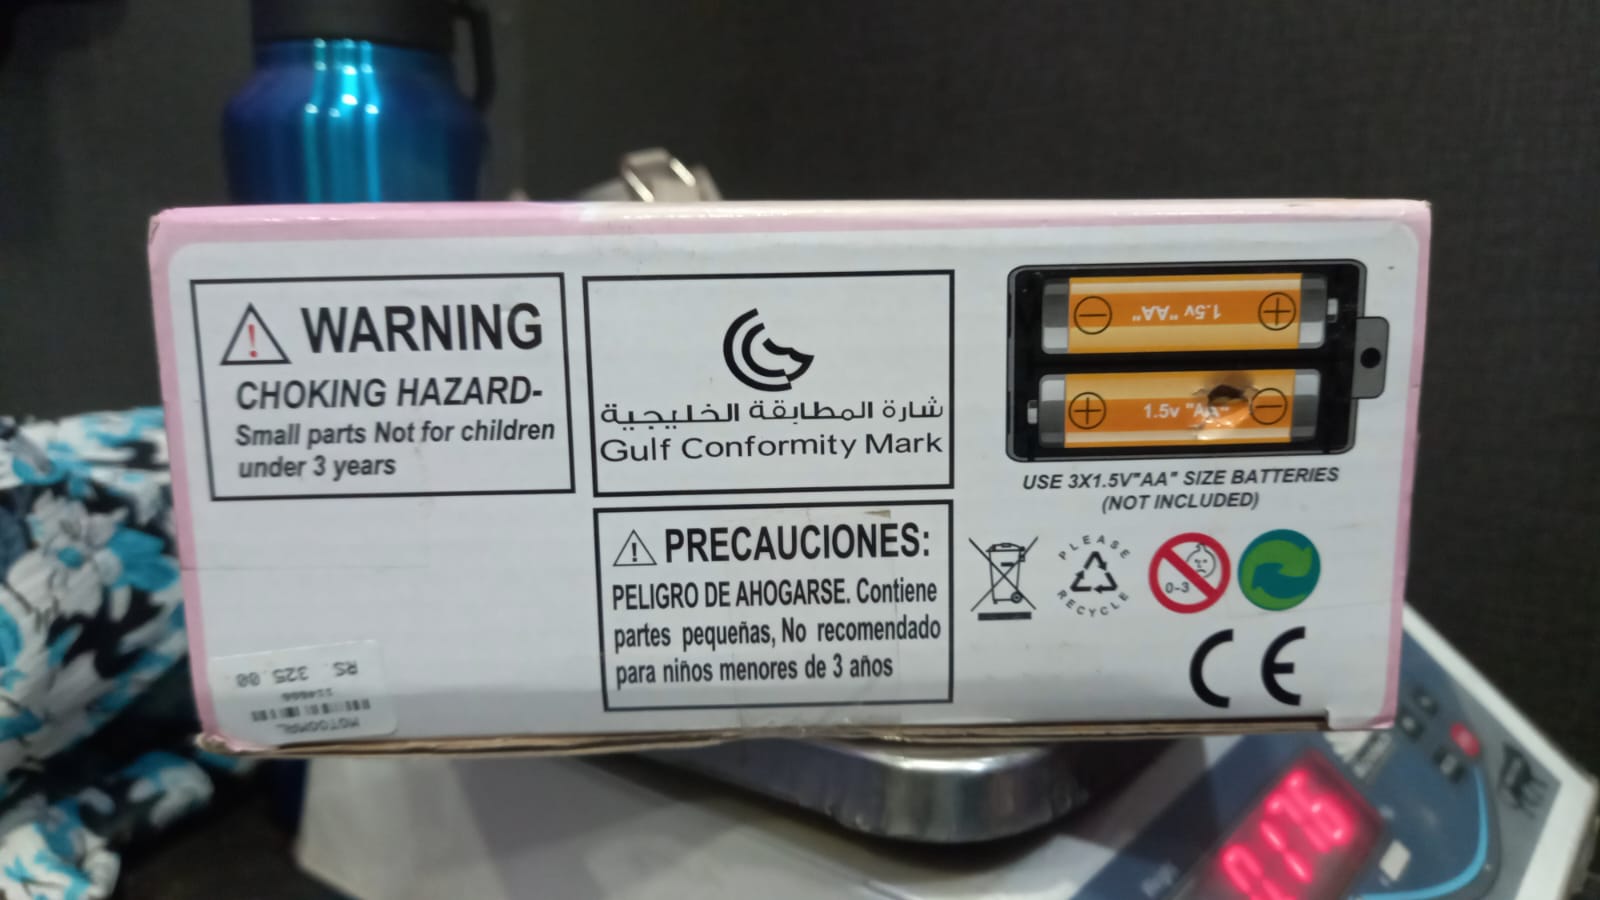 WARNING
CHOKING HAZARD-
Small parts Not for children
under 3 years
شارة المطابقة الخليجية
Gulf Conformity Mark
PRECAUCIONES:
PELIGRO DE AHOGARSE. Contiene
partes pequeñas, No recomendado
para niños menores de 3 años
1.5v "AA"
1.5v "AA"
USE 3X1.5V"AA" SIZE BATTERIES
(NOT INCLUDED)
PLEASE
RECYCLE
0-3
CE
RS. 325.00